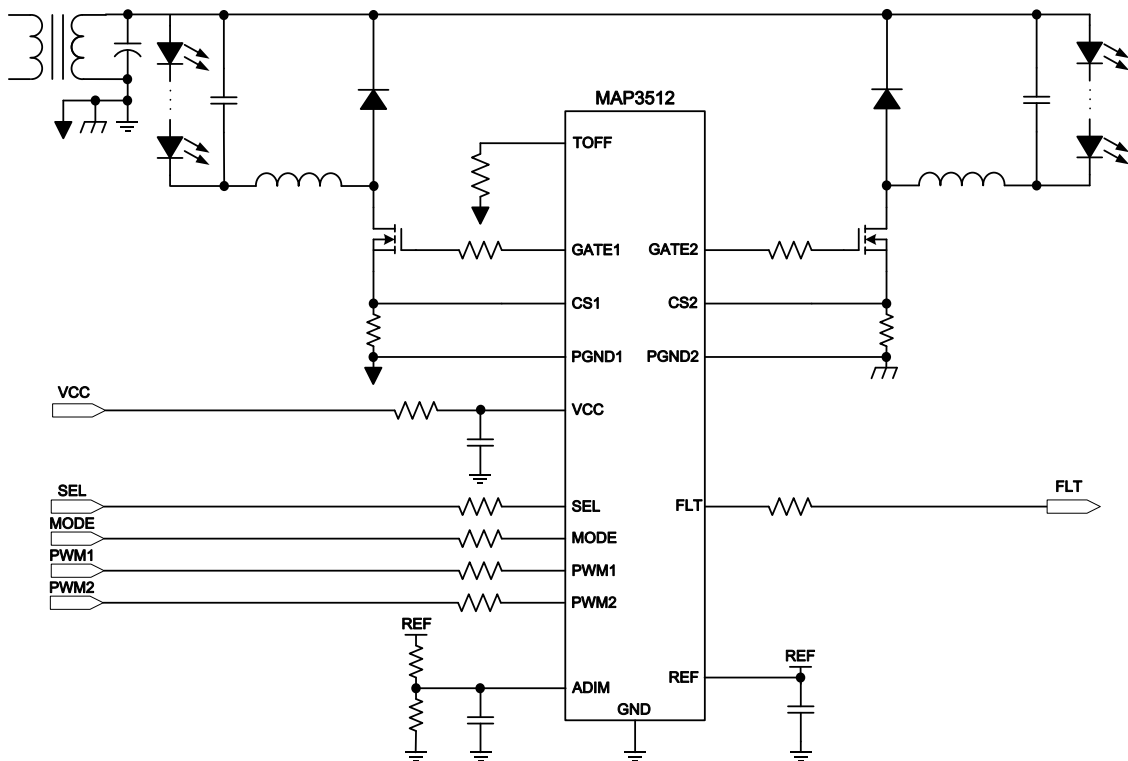 MAP3512
TOFF
GATE1
GATE2
CS1
CS2
PGND1
PGND2
VCC
VCC
SEL
SEL
FLT
FLT
MODE
MODE
PWM1
PWM1
PWM2
PWM2
REF
ADIM
REF
REF
GND